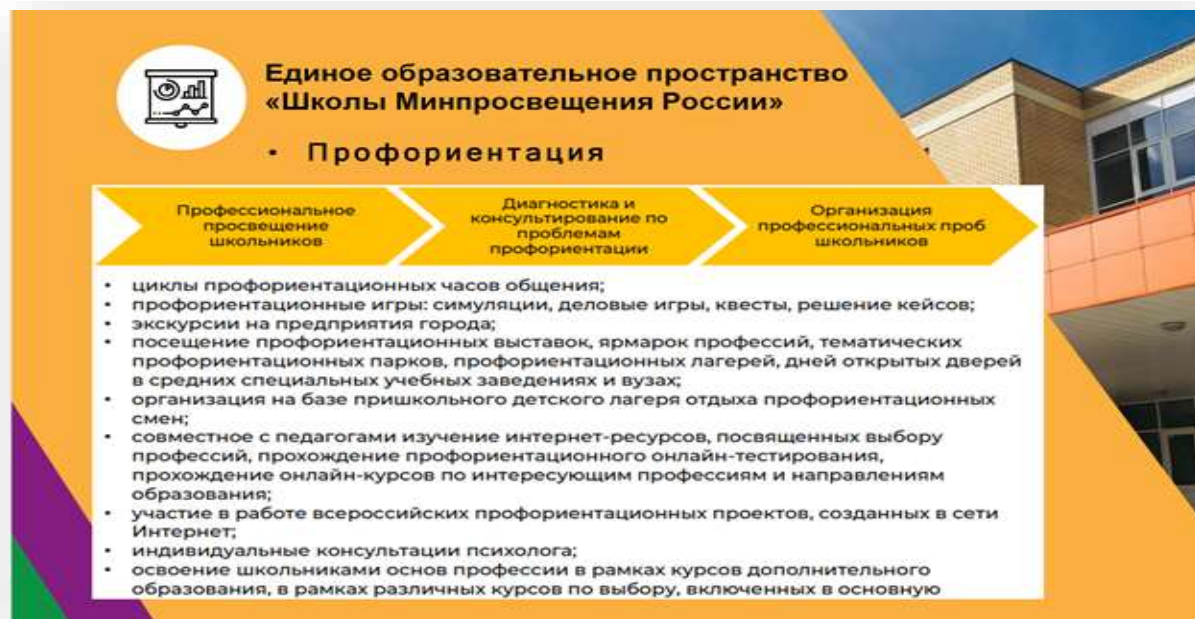 Единое образовательное пространство
«Школы Минпросвещения России»
• Профориентация
Профессиональное
просвещение
школьников
Диагностика и
консультирование по
проблемам
профориентации
Организация
профессиональных проб
школьников
• циклы профориентационных часов общения;
• профориентационные игры: симуляции, деловые игры, квесты, решение кейсов;
• экскурсии на предприятия города;
• посещение профориентационных выставок, ярмарок профессий, тематических
профориентационных парков, профориентационных лагерей, дней открытых дверей
в средних специальных учебных заведениях и вузах;
• организация на базе пришкольного детского лагеря отдыха профориентационных
смен;
• совместное с педагогами изучение интернет-ресурсов, посвященных выбору
профессий, прохождение профориентационного онлайн-тестирования,
прохождение онлайн-курсов по интересующим профессиям и направлениям
образования;
• участие в работе всероссийских профориентационных проектов, созданных в сети
Интернет;
• индивидуальные консультации психолога;
• освоение школьниками основ профессии в рамках курсов дополнительного
образования, в рамках различных курсов по выбору, включенных в основную